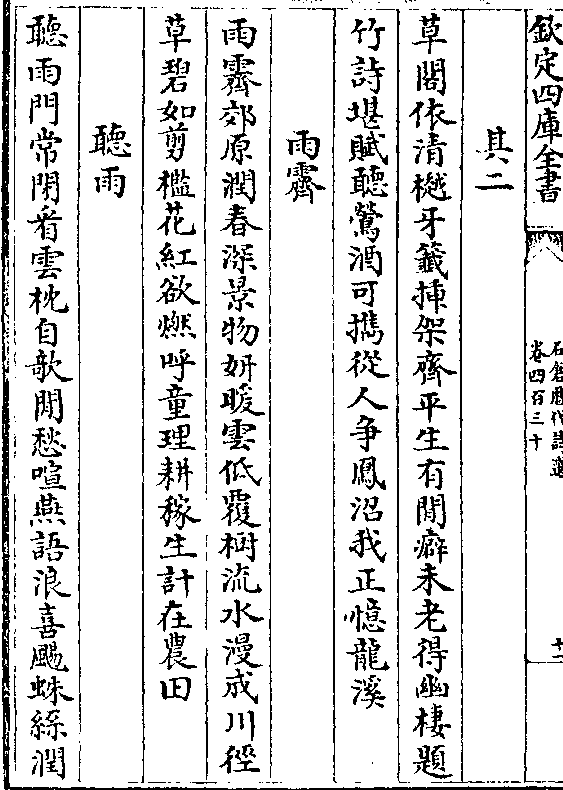 欽定四庫全書
石倉歴代詩選
卷四百三十
十一
其二
草閣依清樾牙籤揷架齊平生有閒癖未老得幽棲題
竹詩堪賦聽鶯酒可擕從人爭鳳沼我正憶龍溪
雨霽
雨霽郊原潤春深景物妍暖雲低覆樹流水漫成川徑
草碧如剪檻花紅欲燃呼童理耕稼生計在農田
聽雨
聽雨門常閉看雲枕自欹閒愁喧燕語浪喜颺蛛絲潤